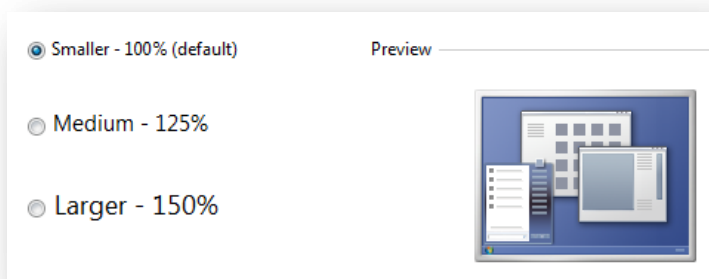 Smaller - 100% (default)
Preview
Medium - 125%
Larger - 150%